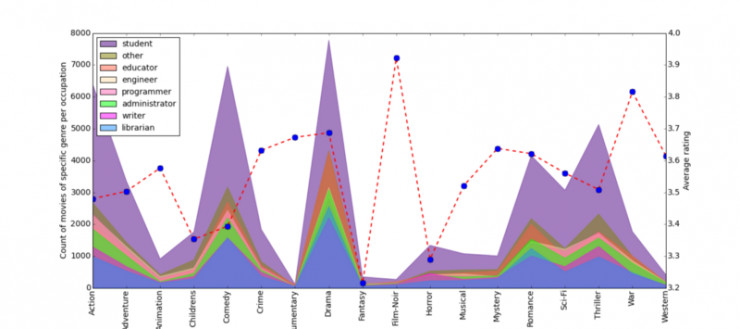 8000
7000
6000
5000
4000
3000
2000
1000
0
Count of movies of specific genre per occupation
student
other
educator
engineer
programmer
administrator
writer
librarian
4.0
3.9
3.8
3.7
3.6
3.5
3.4
3.3
3.2
Average rating
Action
Adventure
Animation
Childrens
Comedy
Crime
umentary
Drama
Fantasy
Film-Noir
Horror
Musical
Mystery
Romance
Sci-Fi
Thriller
War
Western